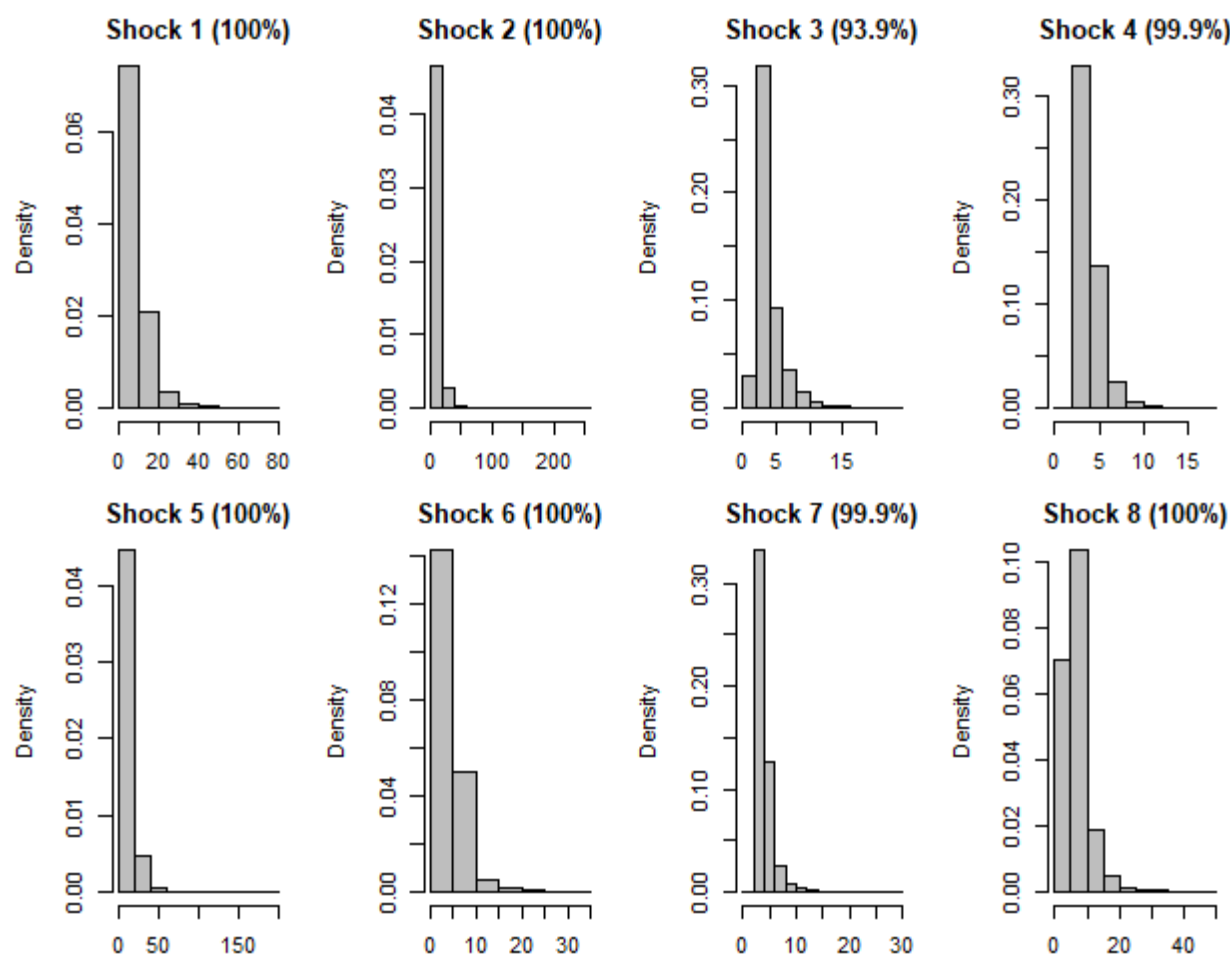 Shock 1 (100%) Shock 2 (100%) Shock 3 (93.9%) Shock 4 (99.9%)
Density Density Density Density
0.06 0.04 0.02 0.00
0.04 0.03 0.02 0.01 0.00
0.30 0.20 0.10 0.00
0.30 0.20 0.10 0.00
0 20 40 60 80
0 100 200
0 5 15
0 5 10 15
Shock 5 (100%) Shock 6 (100%) Shock 7 (99.9%) Shock 8 (100%)
Density Density Density Density
0.04 0.03 0.02 0.01 0.00
0.12 0.08 0.04 0.00
0.30 0.20 0.10 0.00
0.10 0.08 0.06 0.04 0.02 0.00
0 50 150
0 10 20 30
0 10 20 30
0 20 40